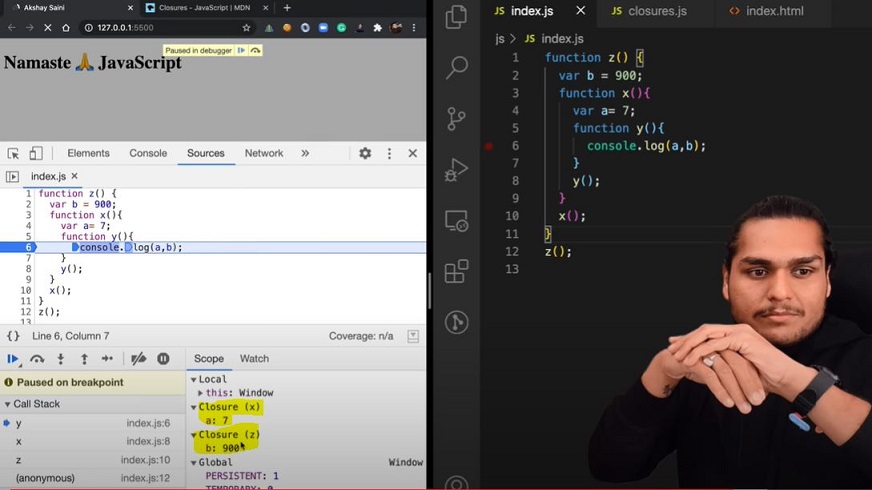 Akshay Saini
Closures - JavaScript | MDN
127.0.0.1:5500
Paused in debugger
Namaste 🙏 JavaScript
Elements
Console
Sources
Network
index.js
1 function z() {
2 var b = 900;
3 function x(){
4 var a= 7;
5 function y(){
6 console.log(a,b);
7 }
8 y();
9 }
10 x();
11 }
12 z();
13
{} Line 6, Column 7
Coverage: n/a
Scope
Watch
Paused on breakpoint
Call Stack
y index.js:6
x index.js:8
z index.js:10
(anonymous) index.js:12
Local
this: Window
Closure (x)
a: 7
Closure (z)
b: 900
Global Window
PERSISTENT: 1
TEMPORARY: 0
index.js
closures.js
index.html
js > index.js
1 function z() {
2 var b = 900;
3 function x(){
4 var a= 7;
5 function y(){
6 console.log(a,b);
7 }
8 y();
9 }
10 x();
11 }
12 z();
13